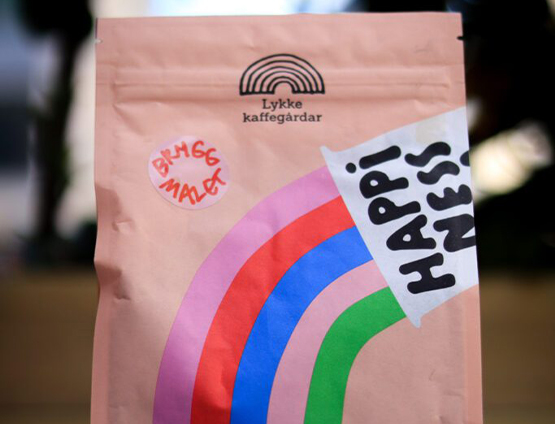 Lykke
kaffegårdar
BRYGG
MALET
HAPPi
NESS